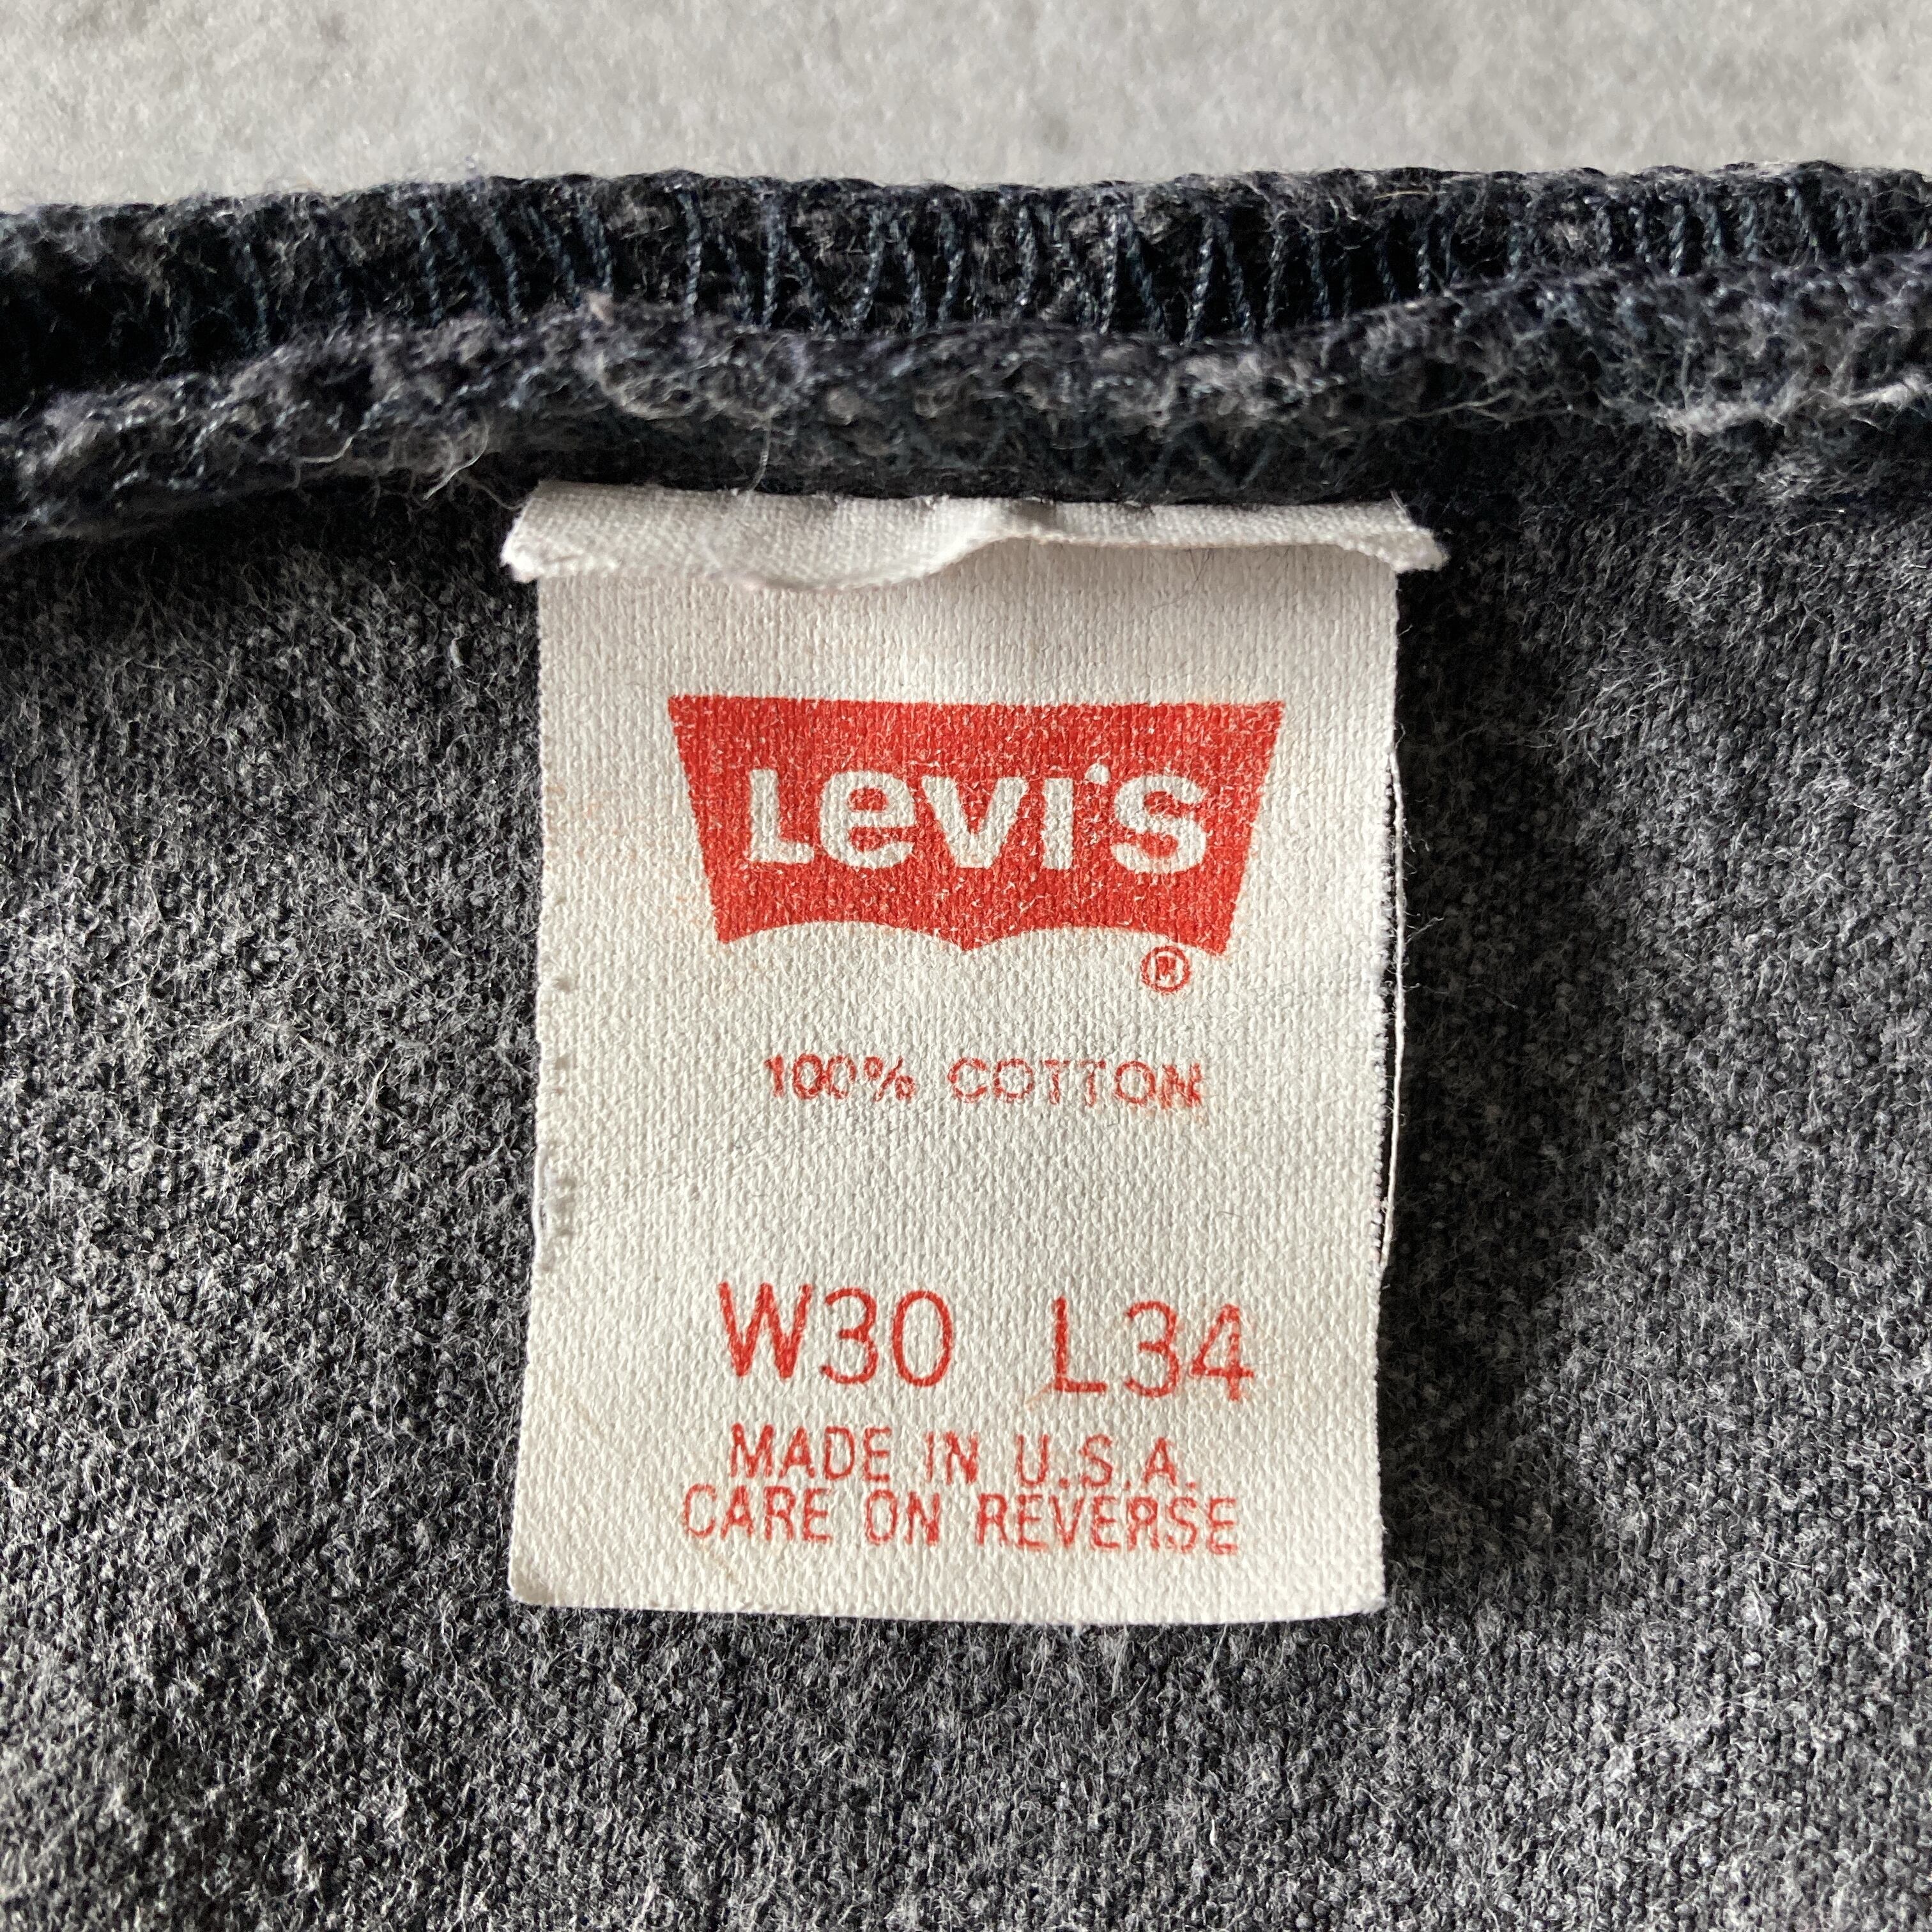 Levi's
®
100% COTTON
W30 L34
MADE IN U.S.A.
CARE ON REVERSE